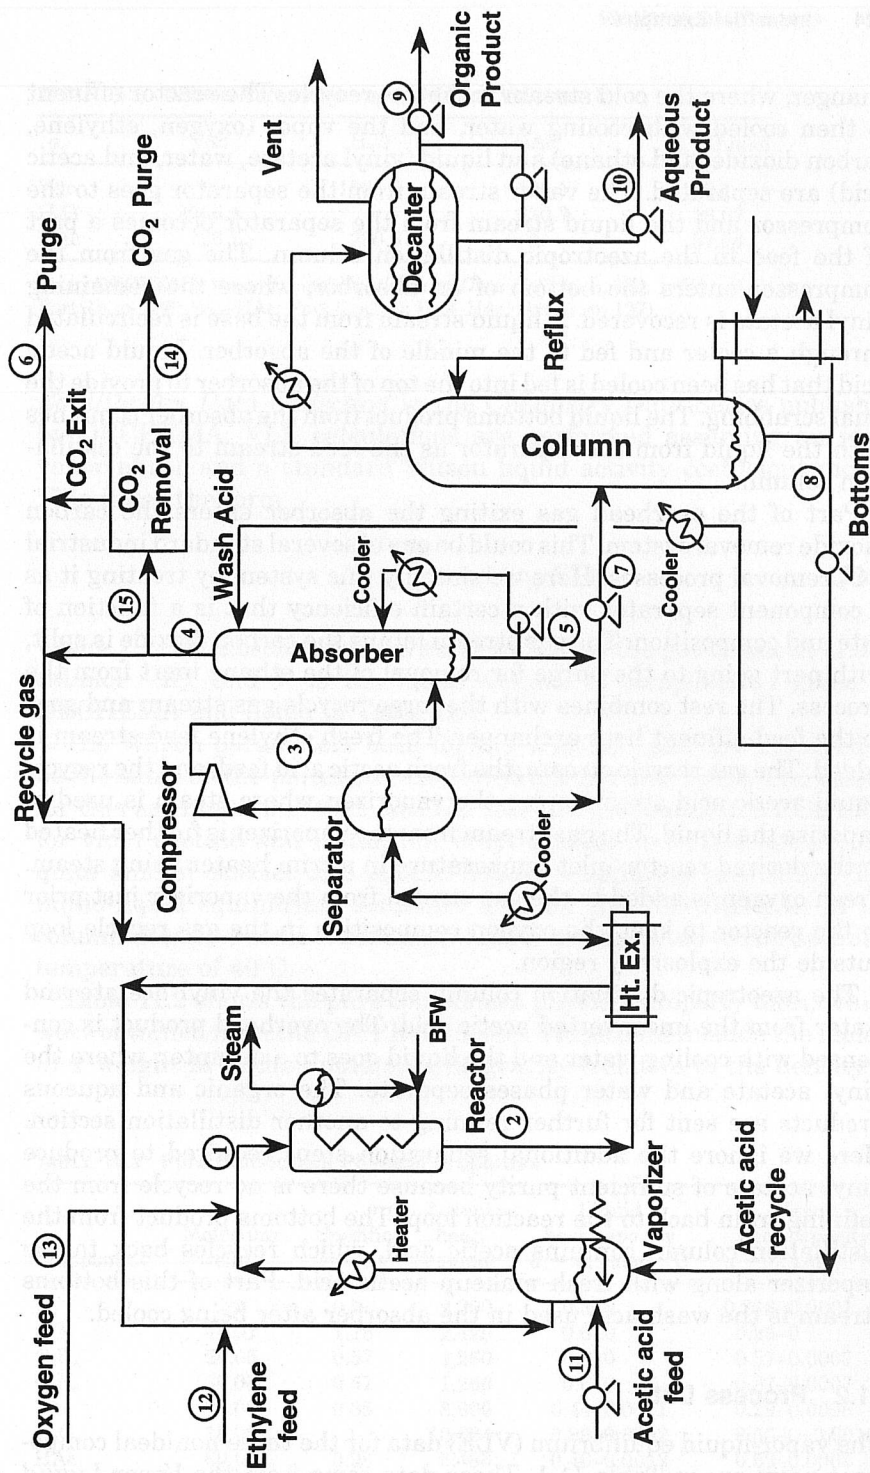 Vent
9
Organic
Product
Decanter
10
Aqueous
Product
6
Purge
14
CO2 Purge
CO2 Exit
CO2
Removal
15
4
Wash Acid
Reflux
Column
Cooler
Absorber
5
7
Cooler
8
Bottoms
Recycle gas
3
Compressor
Separator
Cooler
Ht. Ex.
Steam
BFW
1
Reactor
2
Oxygen feed
13
Heater
Vaporizer
Acetic acid
recycle
12
Ethylene
feed
11
Acetic acid
feed